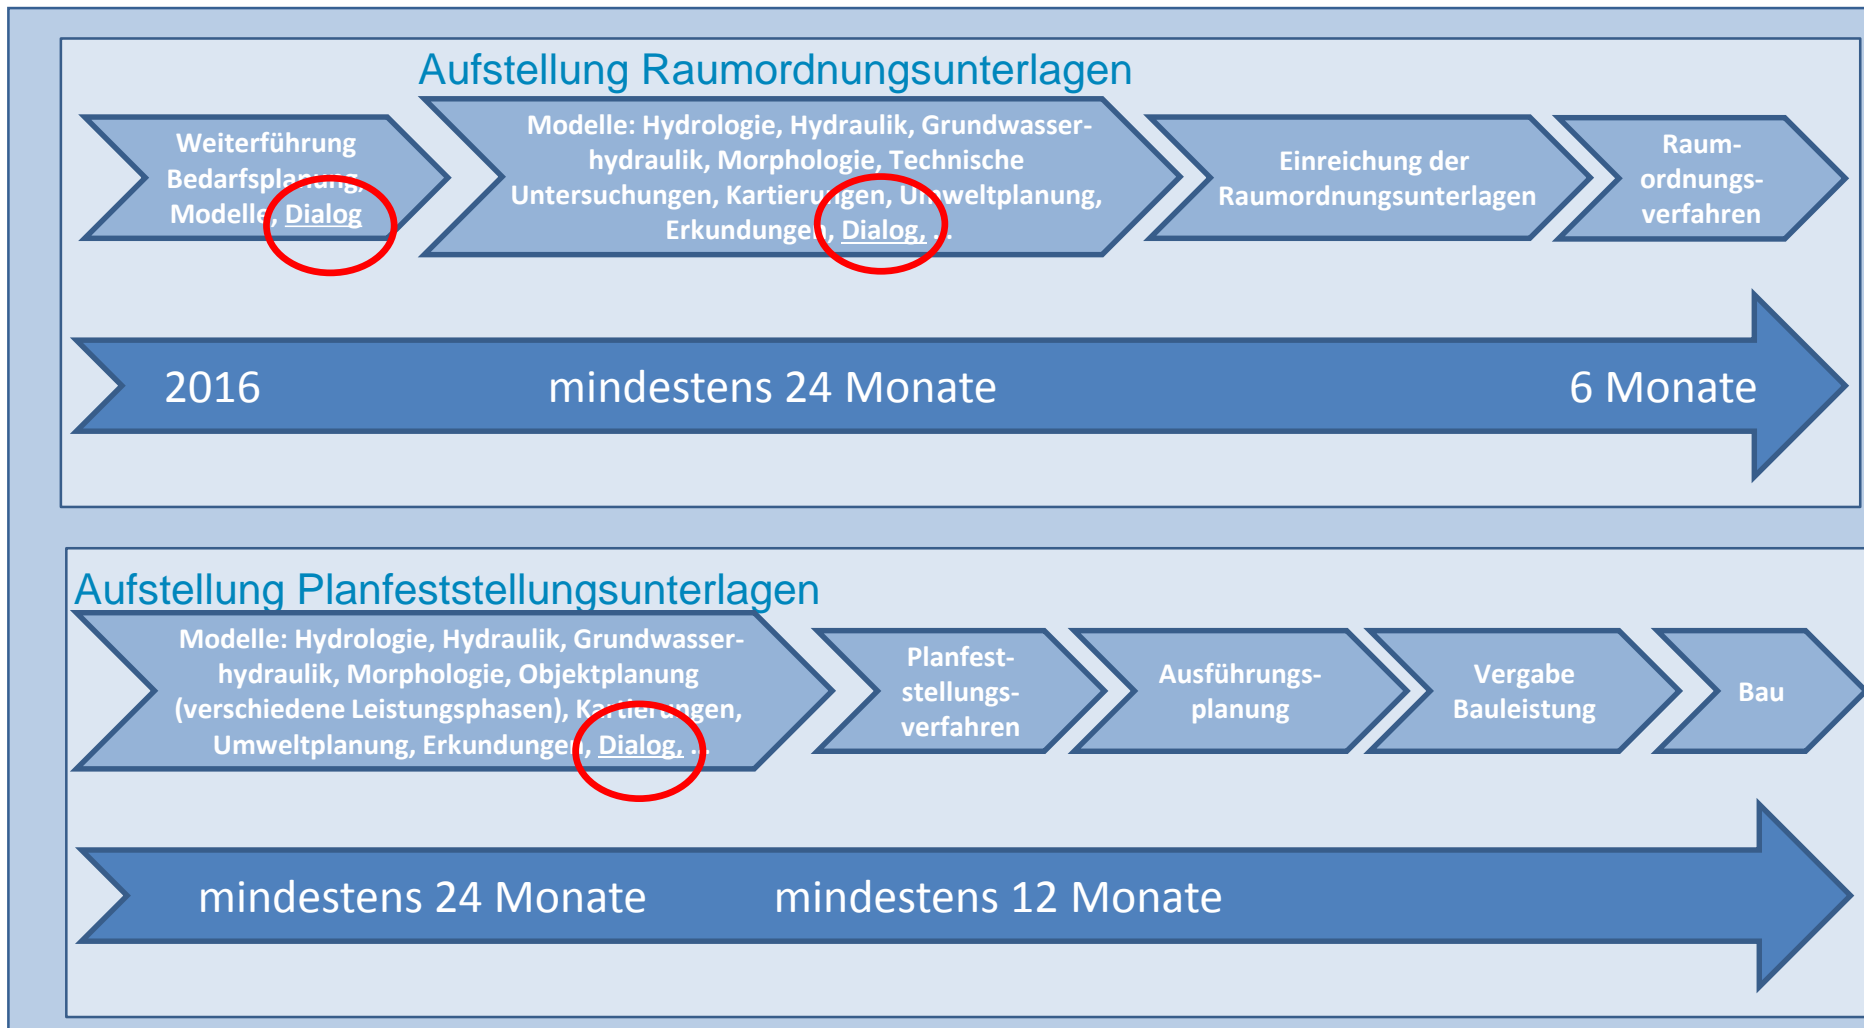 Aufstellung Raumordnungsunterlagen
Weiterführung
Bedarfsplanung,
Modelle, Dialog
Modelle: Hydrologie, Hydraulik, Grundwasser-
hydraulik, Morphologie, Technische
Untersuchungen, Kartierungen, Umweltplanung,
Erkundungen, Dialog, ...
Einreichung der
Raumordnungsunterlagen
Raum-
ordnungs-
verfahren
2016
mindestens 24 Monate
6 Monate
Aufstellung Planfeststellungsunterlagen
Modelle: Hydrologie, Hydraulik, Grundwasser-
hydraulik, Morphologie, Objektplanung
(verschiedene Leistungsphasen), Kartierungen,
Umweltplanung, Erkundungen, Dialog, ...
Planfest-
stellungs-
verfahren
Ausführungs-
planung
Vergabe
Bauleistung
Bau
mindestens 24 Monate
mindestens 12 Monate